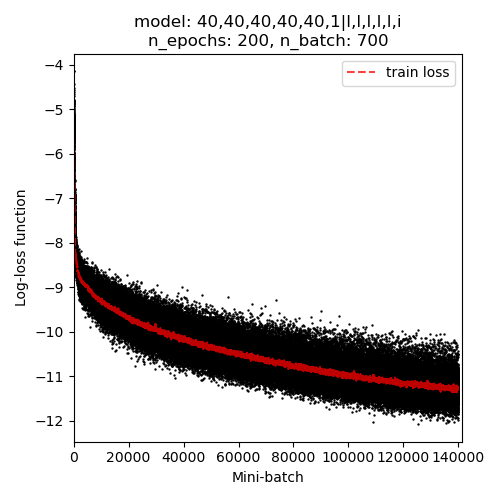 model: 40,40,40,40,40,1|l,l,l,l,l,i
n_epochs: 200, n_batch: 700
train loss
Log-loss function
−4
−5
−6
−7
−8
−9
−10
−11
−12
0 20000 40000 60000 80000 100000 120000 140000
Mini-batch